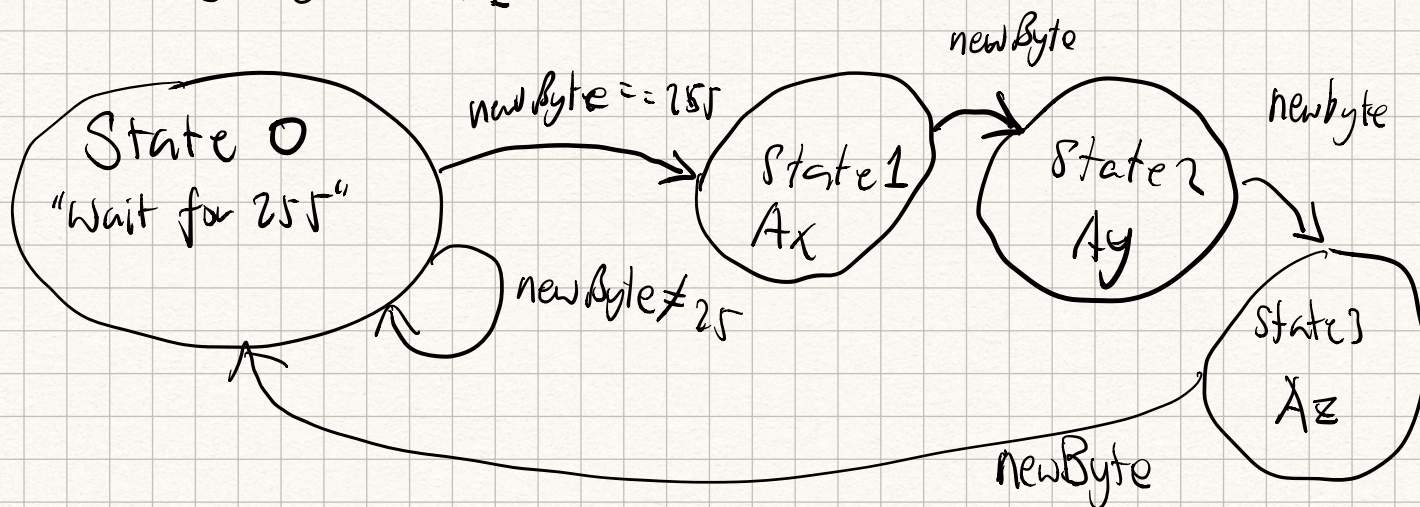 State 0
"Wait for 255"
newByte == 255
newByte ≠ 25
State 1
Ax
newByte
State 2
Ay
newbyte
State 3
Az
newByte